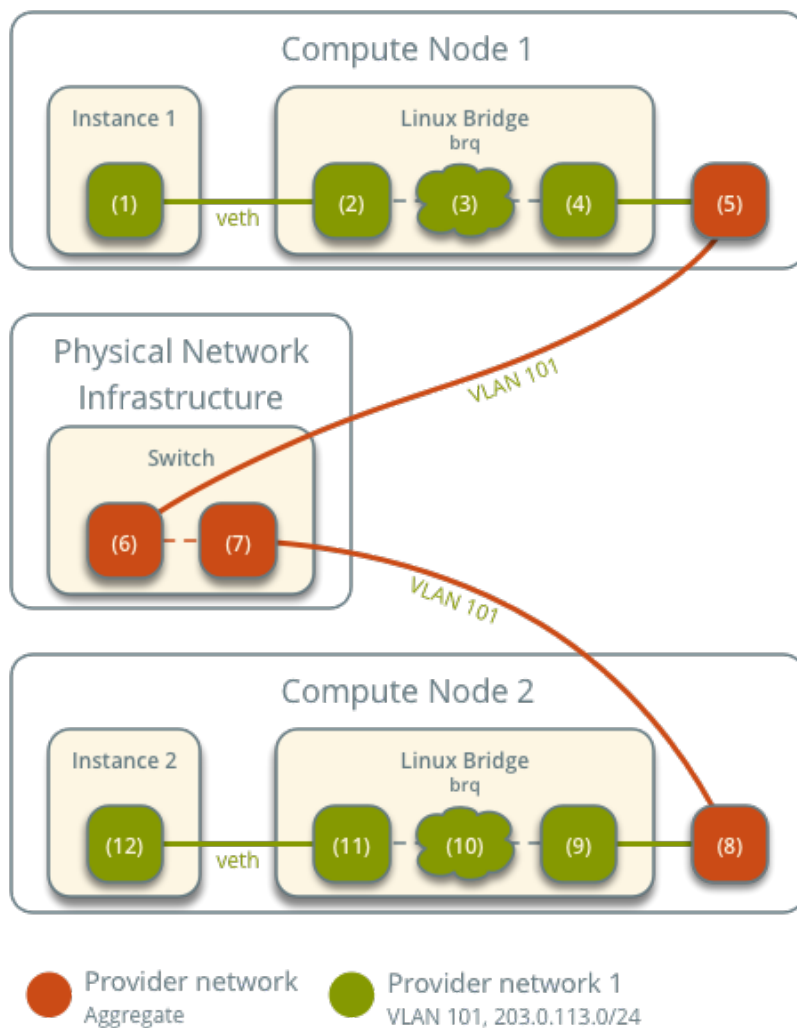 Compute Node 1
Instance 1
Linux Bridge
brq
(1)
veth
(2)
(3)
(4)
(5)
VLAN 101
Physical Network
Infrastructure
Switch
(6)
(7)
VLAN 101
Compute Node 2
Instance 2
Linux Bridge
brq
(12)
veth
(11)
(10)
(9)
(8)
Provider network
Aggregate
Provider network 1
VLAN 101, 203.0.113.0/24